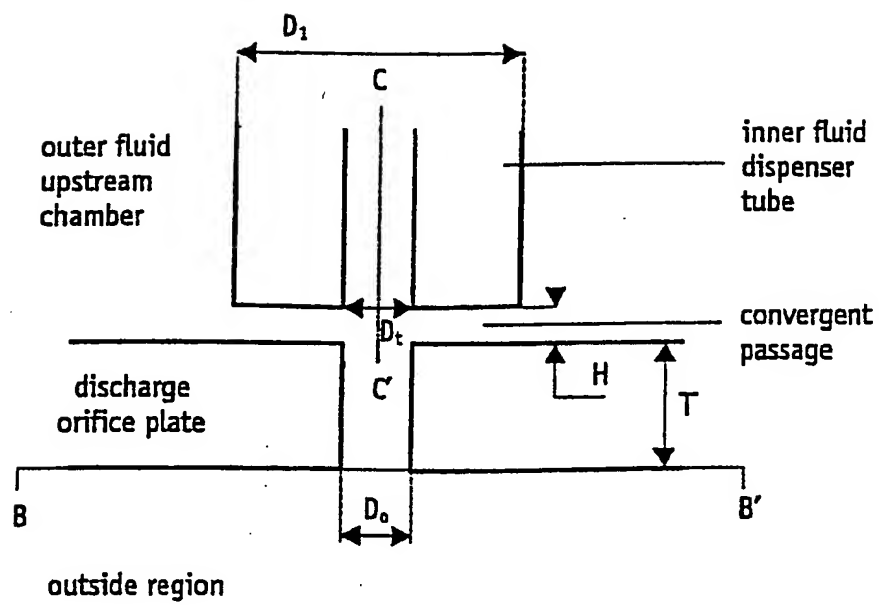 D₁
C
outer fluid
upstream
chamber
inner fluid
dispenser
tube
Dₜ
convergent
passage
C'
H
T
discharge
orifice plate
B
B'
Dₒ
outside region